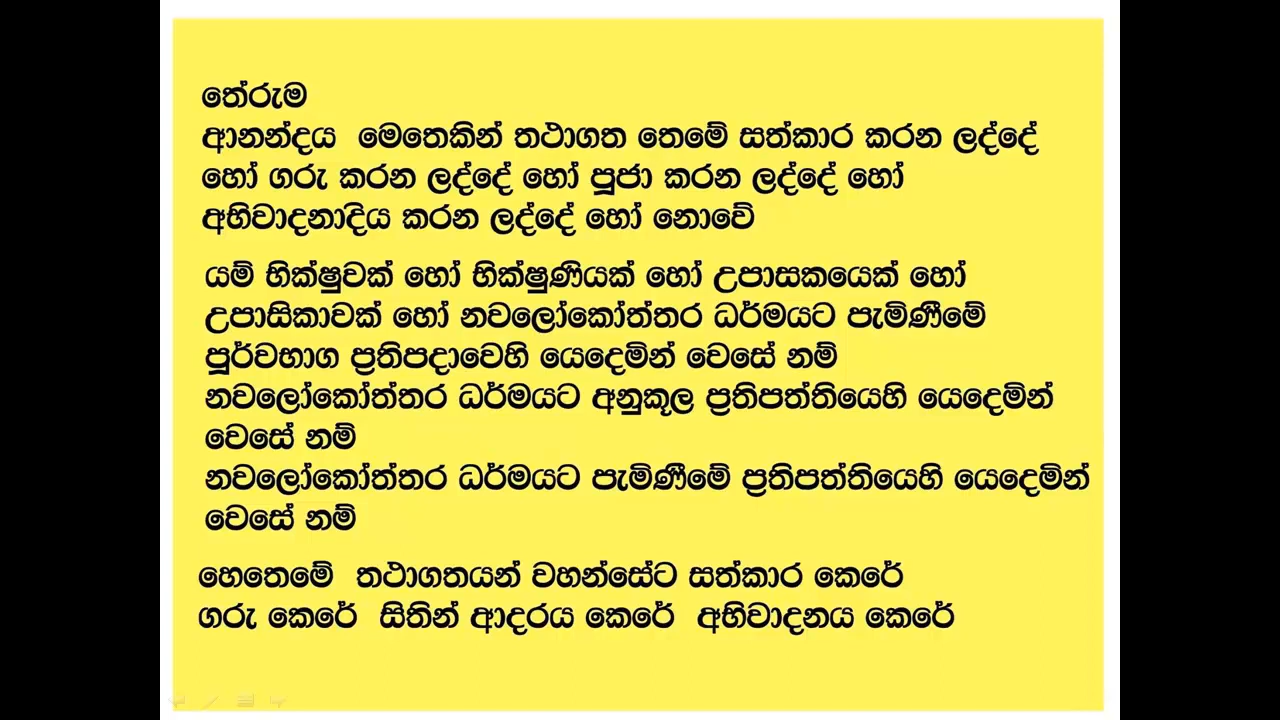 තේරුම
ආනන්දය මෙතෙකින් තථාගත තෙමේ සත්කාර කරන ලද්දේ
හෝ ගරු කරන ලද්දේ හෝ පූජා කරන ලද්දේ හෝ
අභිවාදනාදිය කරන ලද්දේ හෝ නොවේ
යම් භික්ෂුවක් හෝ භික්ෂුණියක් හෝ උපාසකයෙක් හෝ
උපාසිකාවක් හෝ නවලෝකෝත්තර ධර්මයට පැමිණීමේ
පූර්වභාග ප්‍රතිපදාවෙහි යෙදෙමින් වෙසේ නම්
නවලෝකෝත්තර ධර්මයට අනුකූල ප්‍රතිපත්තියෙහි යෙදෙමින්
වෙසේ නම්
නවලෝකෝත්තර ධර්මයට පැමිණීමේ ප්‍රතිපත්තියෙහි යෙදෙමින්
වෙසේ නම්
හෙතෙමේ තථාගතයන් වහන්සේට සත්කාර කෙරේ
ගරු කෙරේ සිතින් ආදරය කෙරේ අභිවාදනය කෙරේ